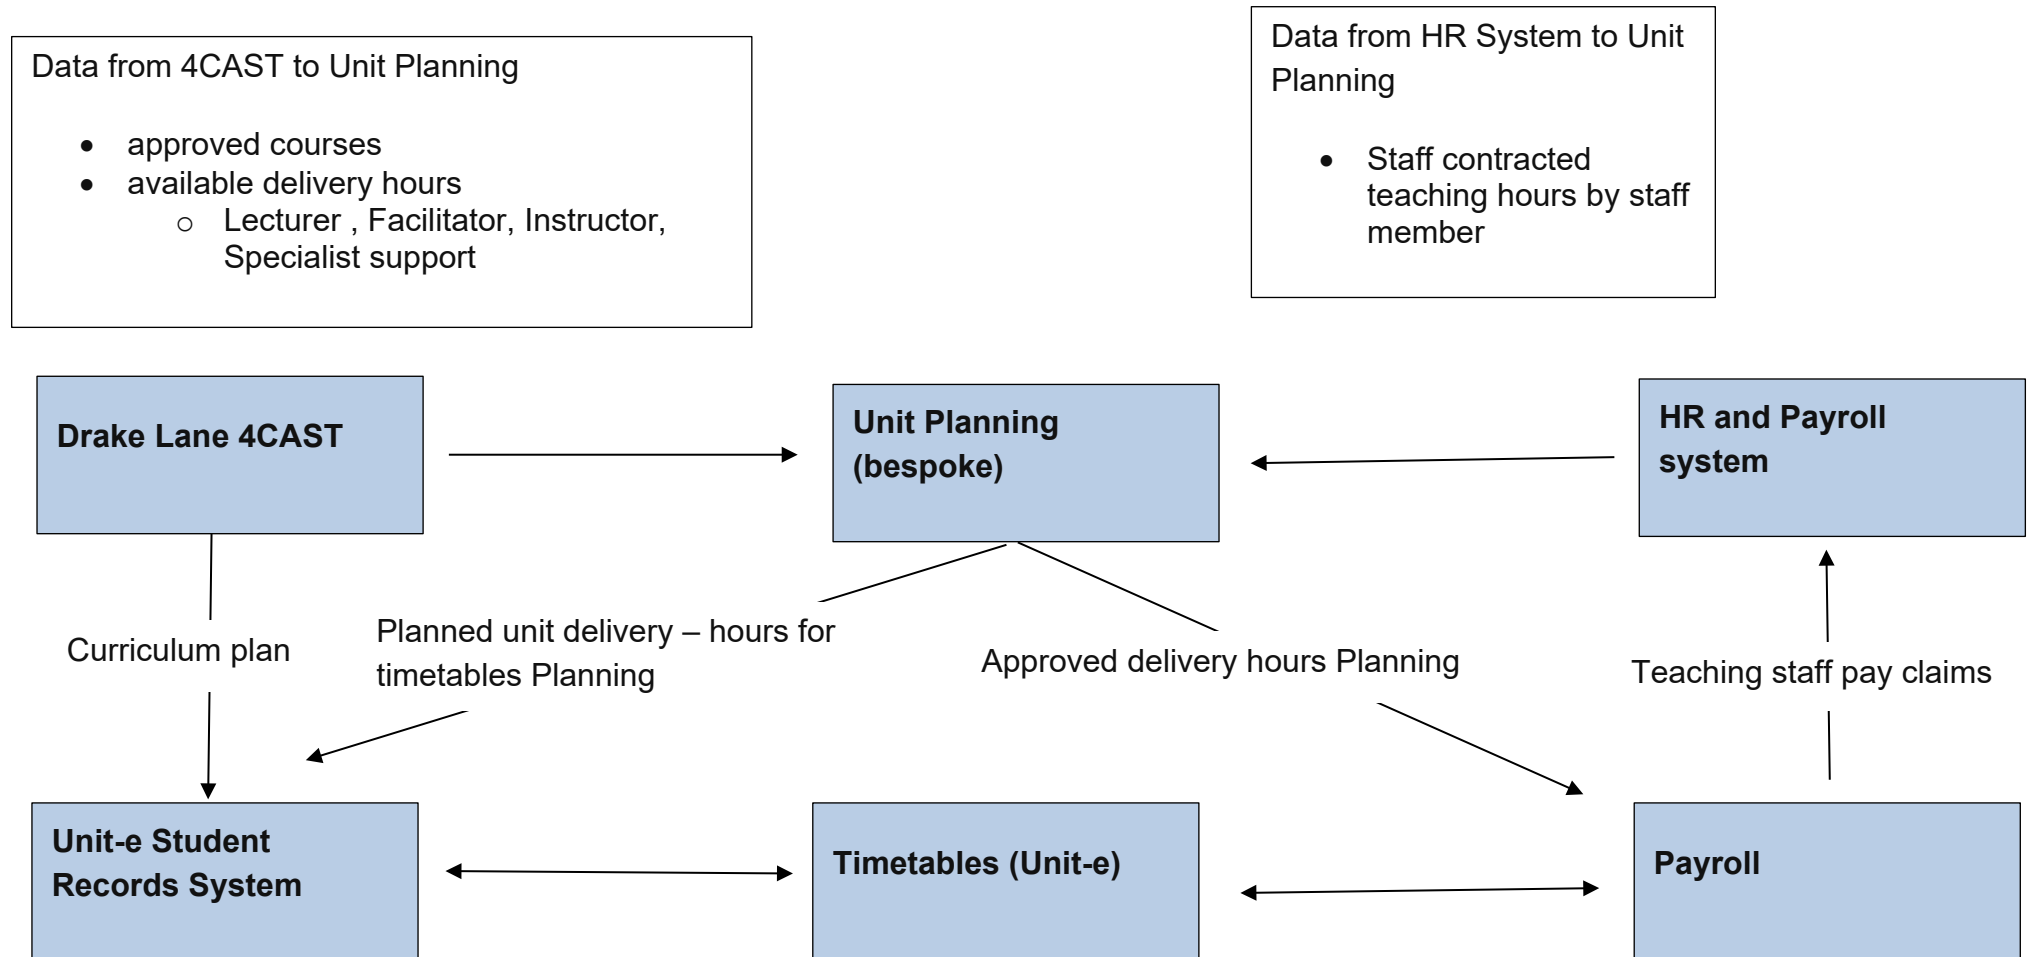 Data from 4CAST to Unit Planning
• approved courses
• available delivery hours
o Lecturer , Facilitator, Instructor,
Specialist support
Data from HR System to Unit
Planning
• Staff contracted
teaching hours by staff
member
Drake Lane 4CAST
Unit Planning
(bespoke)
HR and Payroll
system
Curriculum plan
Planned unit delivery – hours for
timetables Planning
Approved delivery hours Planning
Teaching staff pay claims
Unit-e Student
Records System
Timetables (Unit-e)
Payroll